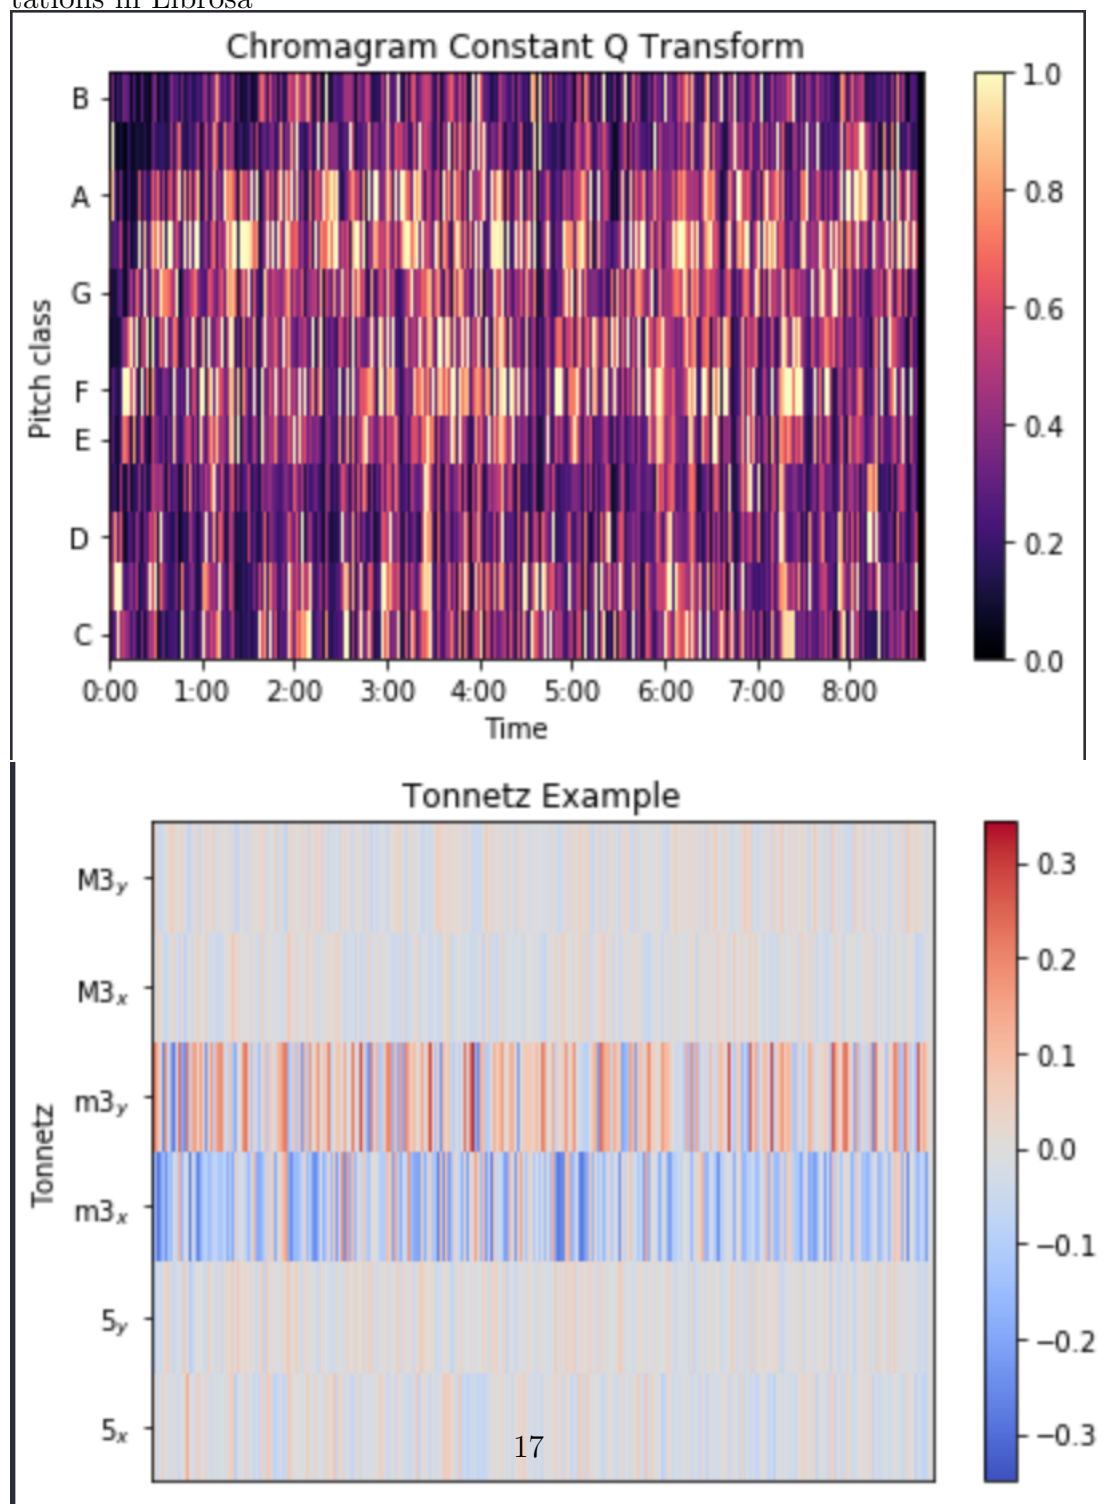 tations in Librosa
Chromagram Constant Q Transform
B
A
G
F
E
D
C
Pitch class
0:00 1:00 2:00 3:00 4:00 5:00 6:00 7:00 8:00
Time
1.0
0.8
0.6
0.4
0.2
0.0
Tonnetz Example
M3y
M3x
m3y
m3x
5y
5x
Tonnetz
0.3
0.2
0.1
0.0
−0.1
−0.2
−0.3
17